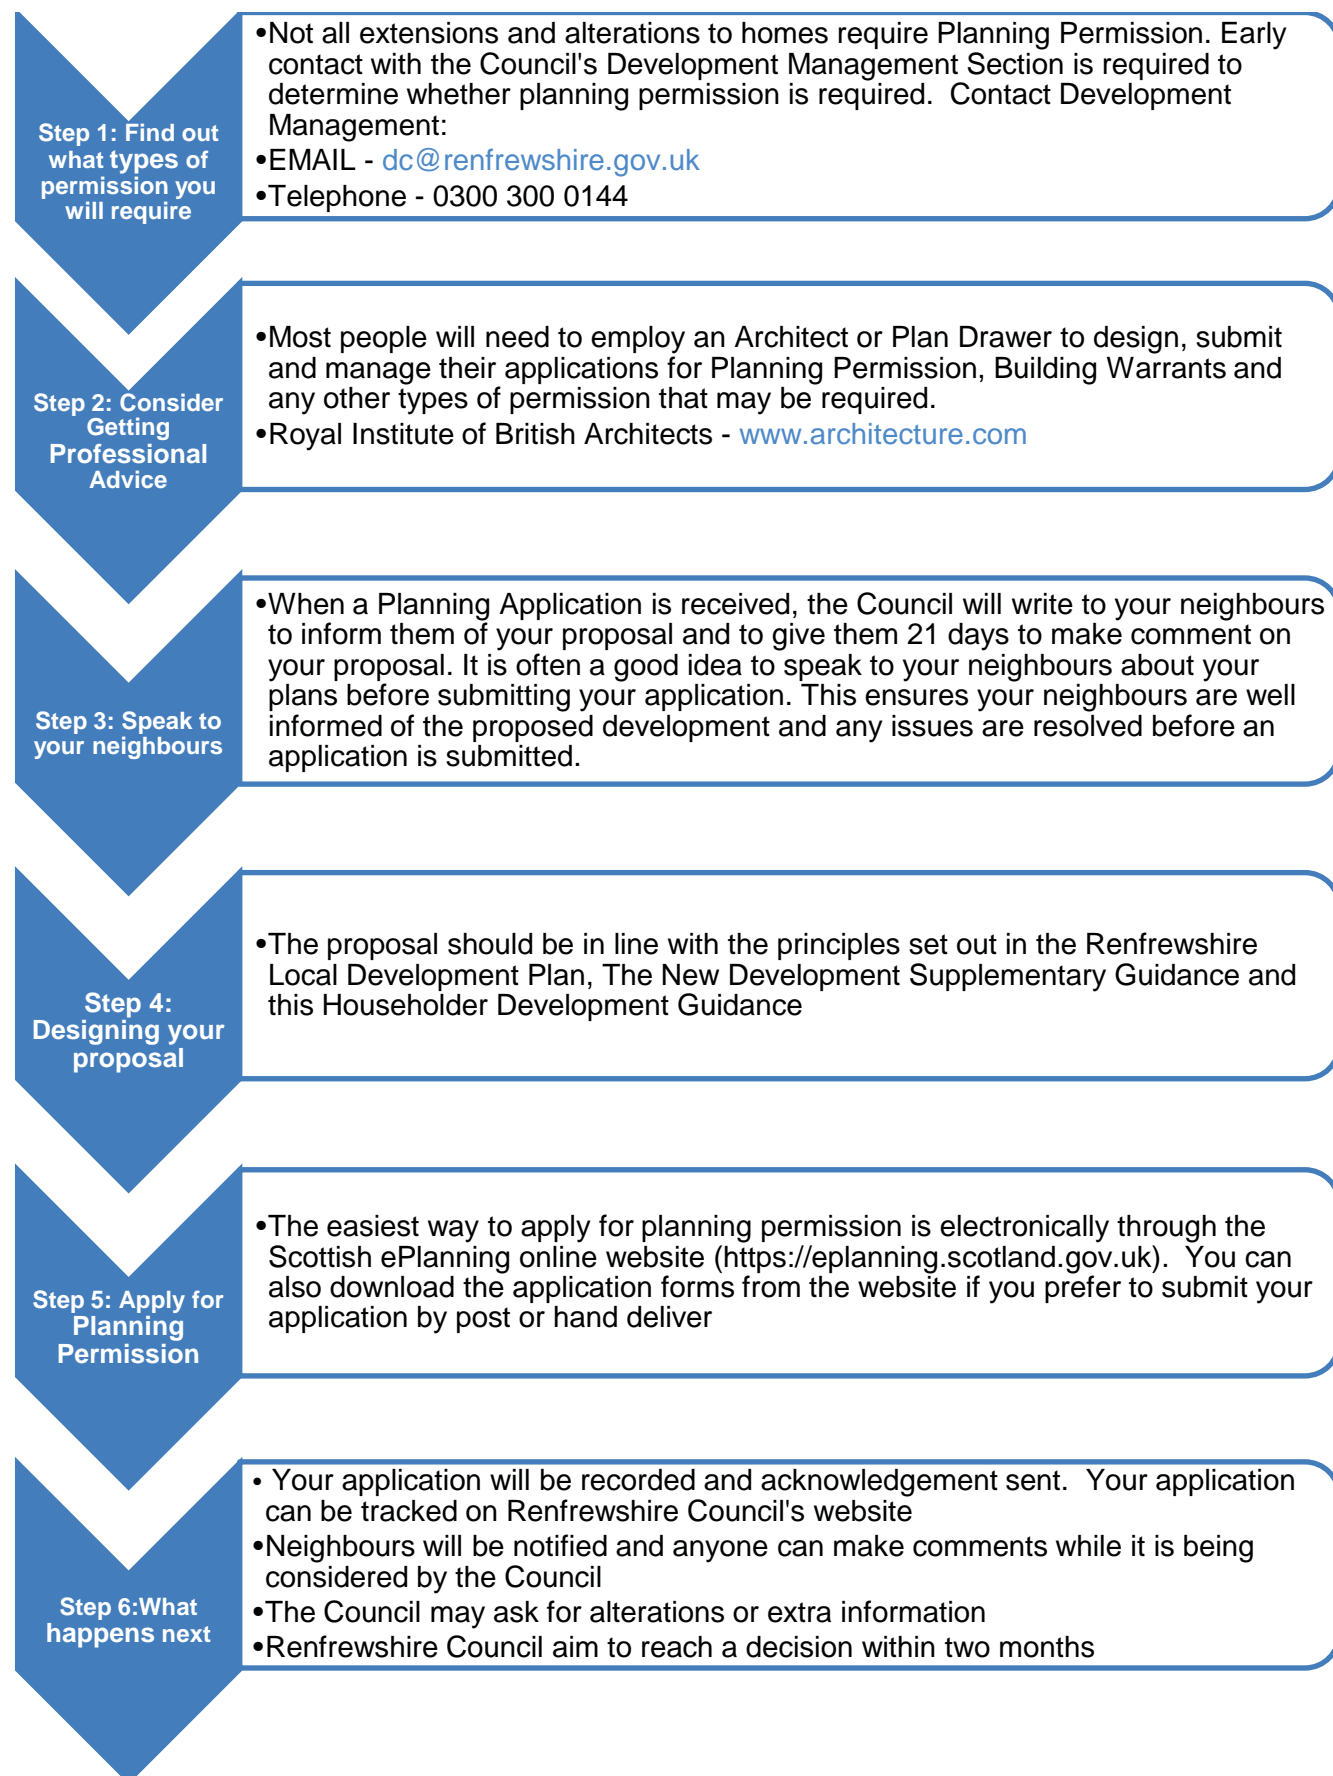 Step 1: Find out
what types of
permission you
will require
•Not all extensions and alterations to homes require Planning Permission. Early
contact with the Council's Development Management Section is required to
determine whether planning permission is required.  Contact Development
Management:
•EMAIL - dc@renfrewshire.gov.uk
•Telephone - 0300 300 0144
Step 2: Consider
Getting
Professional
Advice
•Most people will need to employ an Architect or Plan Drawer to design, submit
and manage their applications for Planning Permission, Building Warrants and
any other types of permission that may be required.
•Royal Institute of British Architects - www.architecture.com
Step 3: Speak to
your neighbours
•When a Planning Application is received, the Council will write to your neighbours
to inform them of your proposal and to give them 21 days to make comment on
your proposal. It is often a good idea to speak to your neighbours about your
plans before submitting your application. This ensures your neighbours are well
informed of the proposed development and any issues are resolved before an
application is submitted.
Step 4:
Designing your
proposal
•The proposal should be in line with the principles set out in the Renfrewshire
Local Development Plan, The New Development Supplementary Guidance and
this Householder Development Guidance
Step 5: Apply for
Planning
Permission
•The easiest way to apply for planning permission is electronically through the
Scottish ePlanning online website (https://eplanning.scotland.gov.uk).  You can
also download the application forms from the website if you prefer to submit your
application by post or hand deliver
Step 6:What
happens next
• Your application will be recorded and acknowledgement sent.  Your application
can be tracked on Renfrewshire Council's website
•Neighbours will be notified and anyone can make comments while it is being
considered by the Council
•The Council may ask for alterations or extra information
•Renfrewshire Council aim to reach a decision within two months